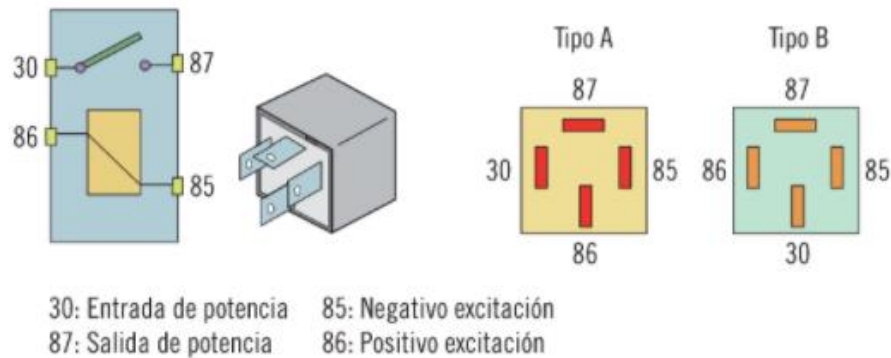 Tipo A Tipo B
30 87 87 87
86 30 85 86 85
85 86 30
30: Entrada de potencia 85: Negativo excitación
87: Salida de potencia 86: Positivo excitación